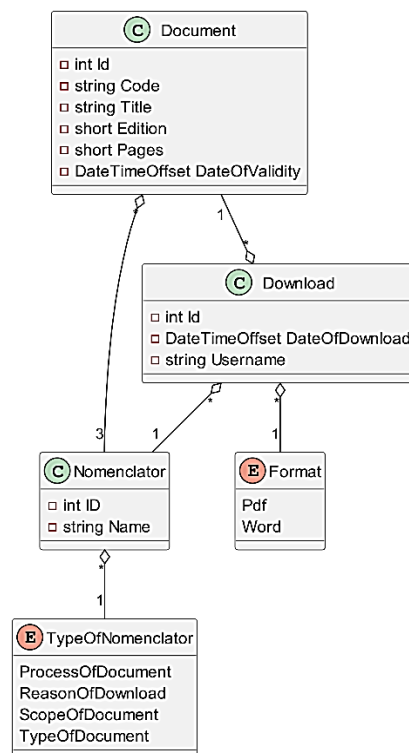 C Document
int Id
string Code
string Title
short Edition
short Pages
DateTimeOffset DateOfValidity
* 1
*
C Download
int Id
DateTimeOffset DateOfDownload
string Username
* *
3 1 1
C Nomenclator
int ID
string Name
E Format
Pdf
Word
*
1
E TypeOfNomenclator
ProcessOfDocument
ReasonOfDownload
ScopeOfDocument
TypeOfDocument